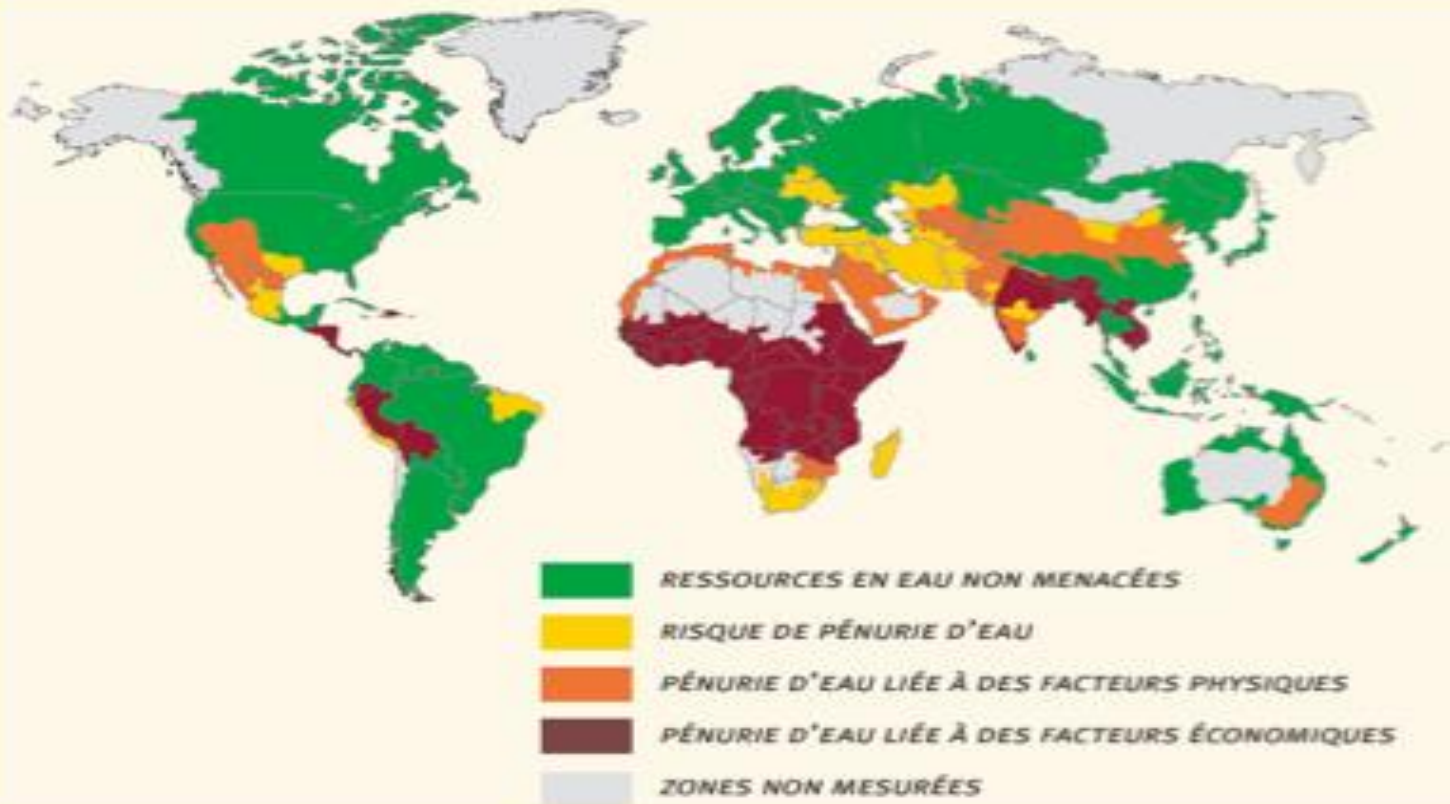 RESSOURCES EN EAU NON MENACÉES
RISQUE DE PÉNURIE D'EAU
PÉNURIE D'EAU LIÉE À DES FACTEURS PHYSIQUES
PÉNURIE D'EAU LIÉE À DES FACTEURS ÉCONOMIQUES
ZONES NON MESURÉES